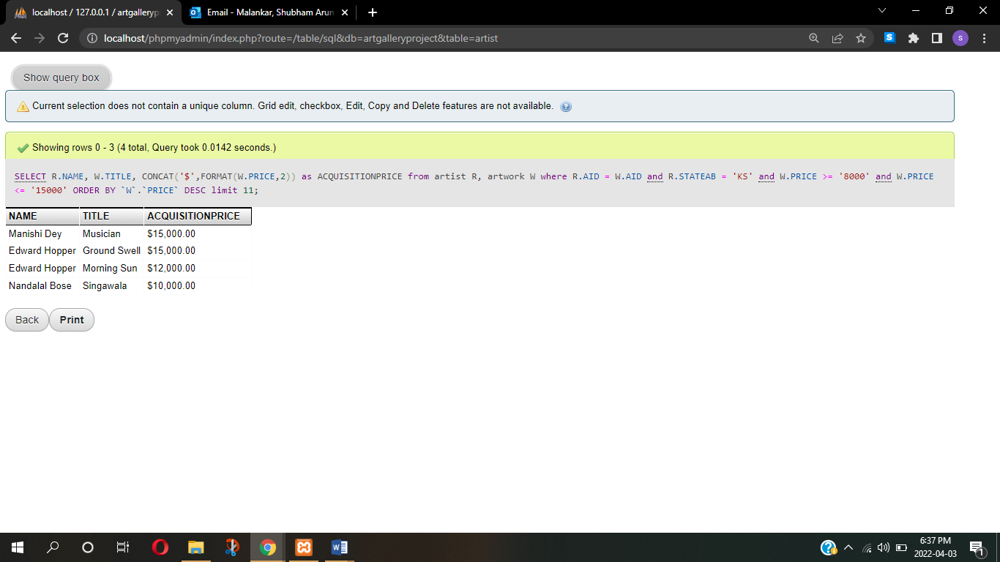 localhost / 127.0.0.1 / artgalleryp
Email - Malankar, Shubham Arun
localhost/phpmyadmin/index.php?route=/table/sql&db=artgalleryproject&table=artist
S
s
Show query box
Current selection does not contain a unique column. Grid edit, checkbox, Edit, Copy and Delete features are not available.
Showing rows 0 - 3 (4 total, Query took 0.0142 seconds.)
SELECT R.NAME, W.TITLE, CONCAT('$',FORMAT(W.PRICE,2)) as ACQUISITIONPRICE from artist R, artwork W where R.AID = W.AID and R.STATEAB = 'KS' and W.PRICE >= '8000' and W.PRICE
<= '15000' ORDER BY `W`.`PRICE` DESC limit 11;
NAME TITLE ACQUISITIONPRICE
Manishi Dey Musician $15,000.00
Edward Hopper Ground Swell $15,000.00
Edward Hopper Morning Sun $12,000.00
Nandalal Bose Singawala $10,000.00
Back Print
6:37 PM
2022-04-03
1